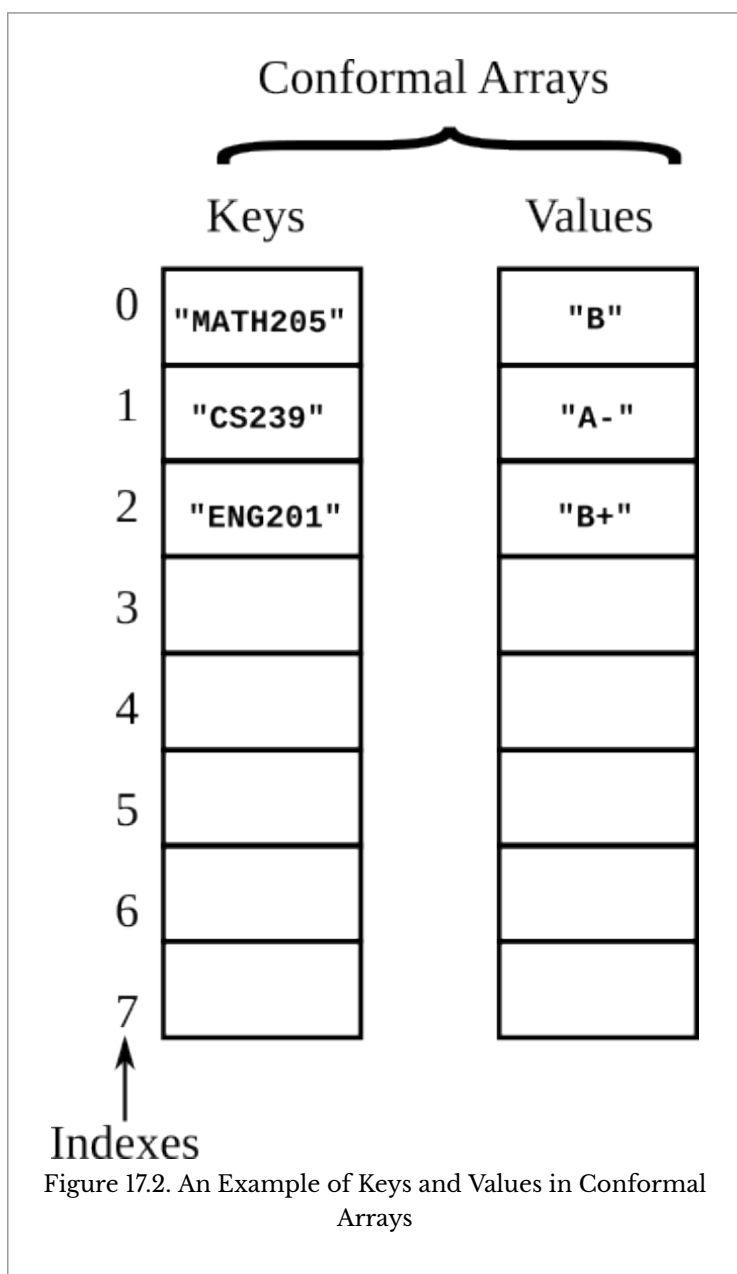 Conformal Arrays
Keys Values
0 "MATH205" "B"
1 "CS239" "A-"
2 "ENG201" "B+"
3
4
5
6
7
Indexes
Figure 17.2. An Example of Keys and Values in Conformal
Arrays